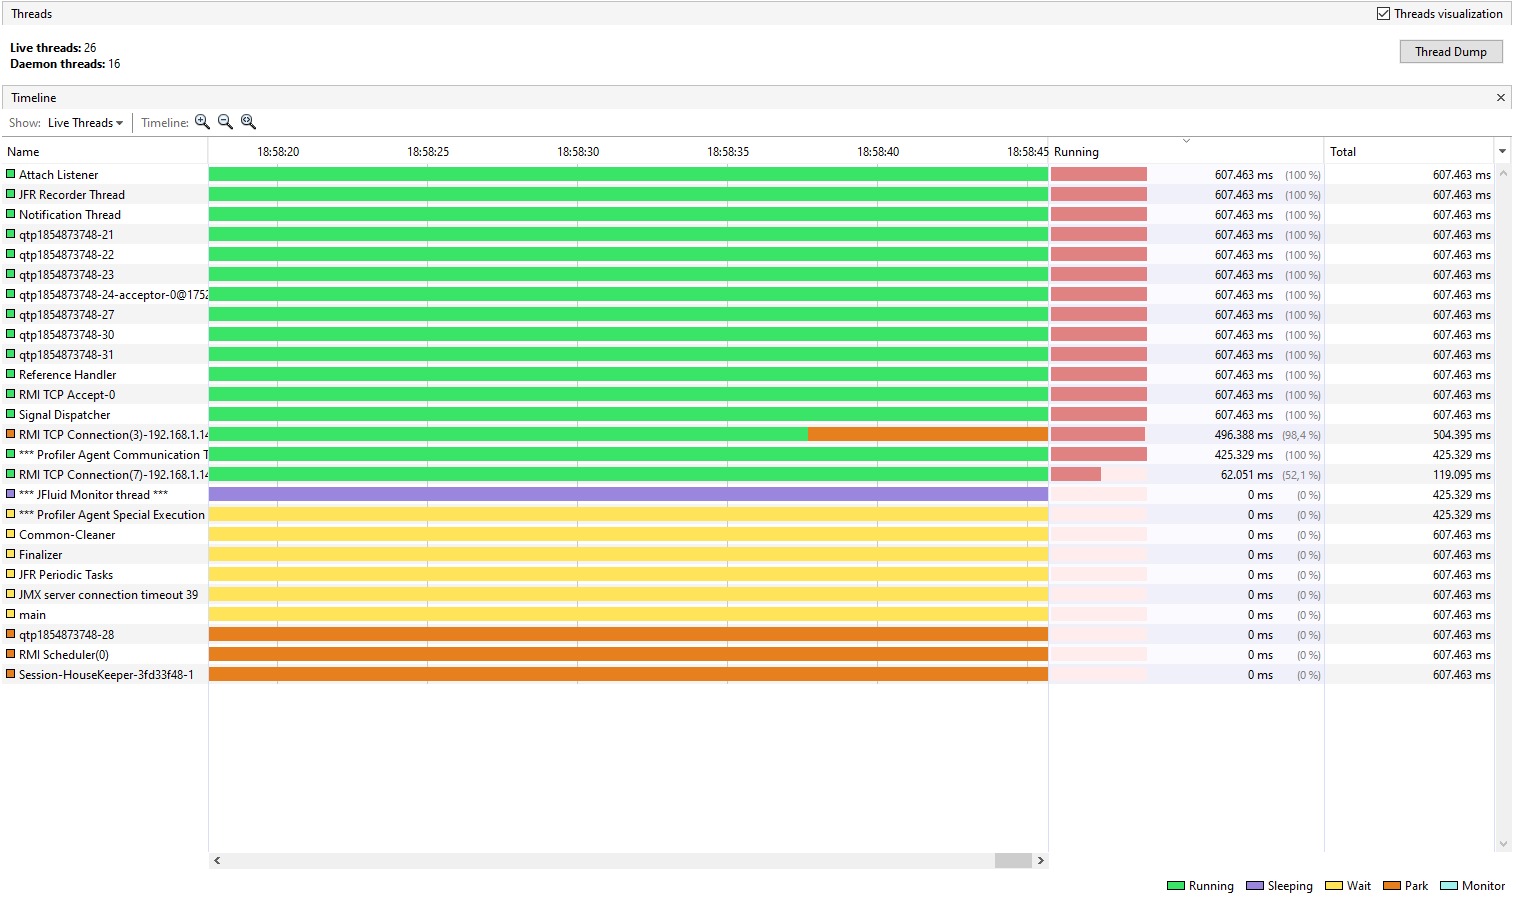 Threads Threads visualization
Live threads: 26
Daemon threads: 16
Thread Dump
Timeline
Show: Live Threads Timeline:
Name 18:58:20 18:58:25 18:58:30 18:58:35 18:58:40 18:58:45 Running Total
Attach Listener 607.463 ms (100 %) 607.463 ms
JFR Recorder Thread 607.463 ms (100 %) 607.463 ms
Notification Thread 607.463 ms (100 %) 607.463 ms
qtp1854873748-21 607.463 ms (100 %) 607.463 ms
qtp1854873748-22 607.463 ms (100 %) 607.463 ms
qtp1854873748-23 607.463 ms (100 %) 607.463 ms
qtp1854873748-24-acceptor-0@1752 607.463 ms (100 %) 607.463 ms
qtp1854873748-27 607.463 ms (100 %) 607.463 ms
qtp1854873748-30 607.463 ms (100 %) 607.463 ms
qtp1854873748-31 607.463 ms (100 %) 607.463 ms
Reference Handler 607.463 ms (100 %) 607.463 ms
RMI TCP Accept-0 607.463 ms (100 %) 607.463 ms
Signal Dispatcher 607.463 ms (100 %) 607.463 ms
RMI TCP Connection(3)-192.168.1.14 496.388 ms (98,4 %) 504.395 ms
*** Profiler Agent Communication T 425.329 ms (100 %) 425.329 ms
RMI TCP Connection(7)-192.168.1.14 62.051 ms (52,1 %) 119.095 ms
*** JFluid Monitor thread *** 0 ms (0 %) 425.329 ms
*** Profiler Agent Special Execution 0 ms (0 %) 425.329 ms
Common-Cleaner 0 ms (0 %) 607.463 ms
Finalizer 0 ms (0 %) 607.463 ms
JFR Periodic Tasks 0 ms (0 %) 607.463 ms
JMX server connection timeout 39 0 ms (0 %) 607.463 ms
main 0 ms (0 %) 607.463 ms
qtp1854873748-28 0 ms (0 %) 607.463 ms
RMI Scheduler(0) 0 ms (0 %) 607.463 ms
Session-HouseKeeper-3fd33f48-1 0 ms (0 %) 607.463 ms
Running Sleeping Wait Park Monitor